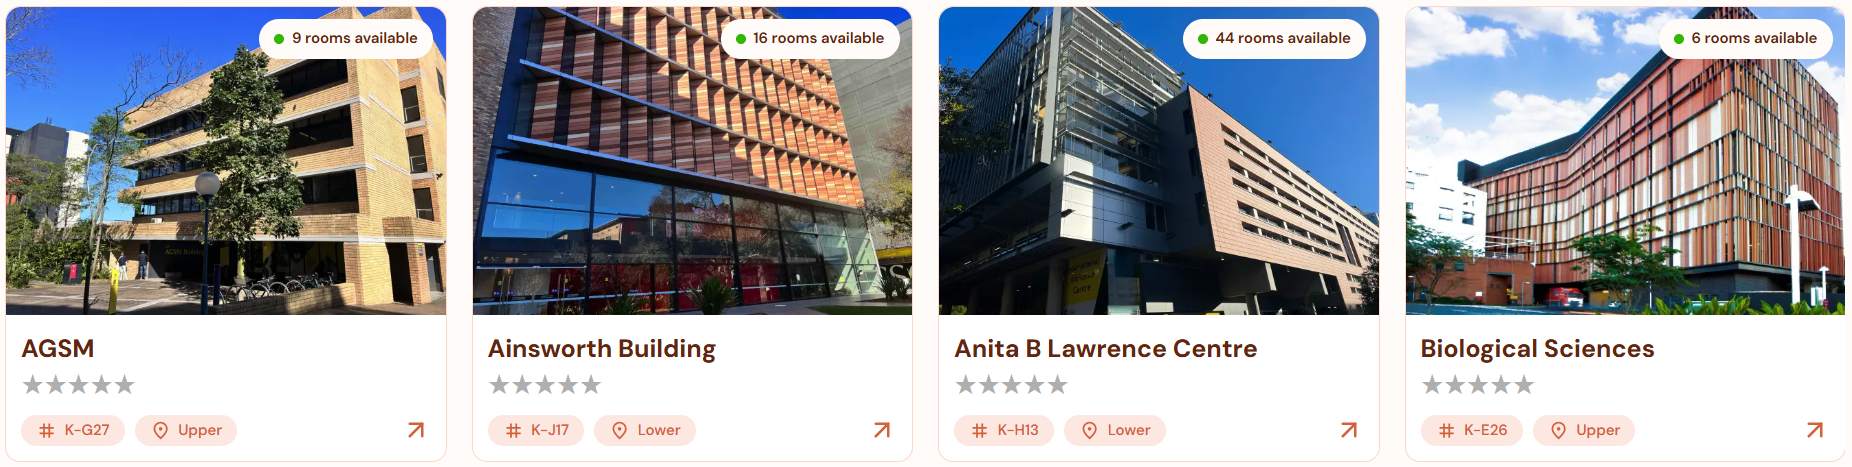 9 rooms available
AGSM
K-G27
Upper
16 rooms available
Ainsworth Building
K-J17
Lower
44 rooms available
Anita B Lawrence Centre
K-H13
Lower
6 rooms available
Biological Sciences
K-E26
Upper